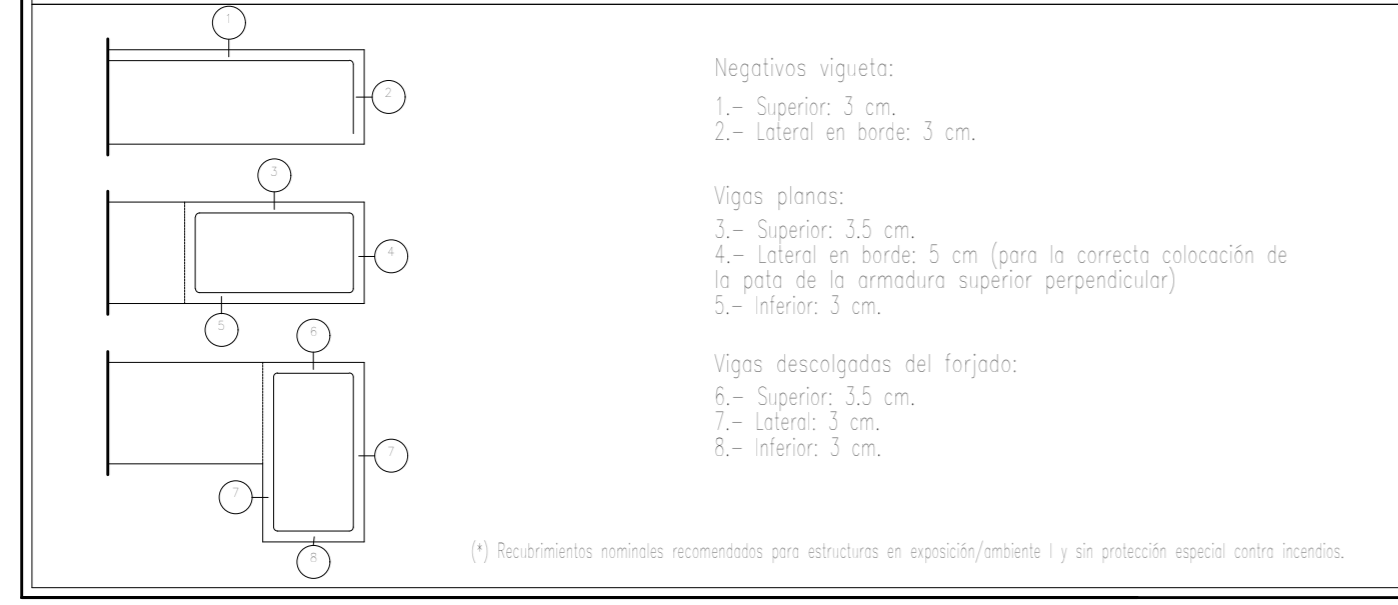 1
2
3
4
5
6
7
7
8
Negativos vigueta:
1.- Superior: 3 cm.
2.- Lateral en borde: 3 cm.
Vigas planas:
3.- Superior: 3.5 cm.
4.- Lateral en borde: 5 cm (para la correcta colocación de
la pata de la armadura superior perpendicular)
5.- Inferior: 3 cm.
Vigas descolgadas del forjado:
6.- Superior: 3.5 cm.
7.- Lateral: 3 cm.
8.- Inferior: 3 cm.
(*) Recubrimientos nominales recomendados para estructuras en exposición/ambiente I y sin protección especial contra incendios.